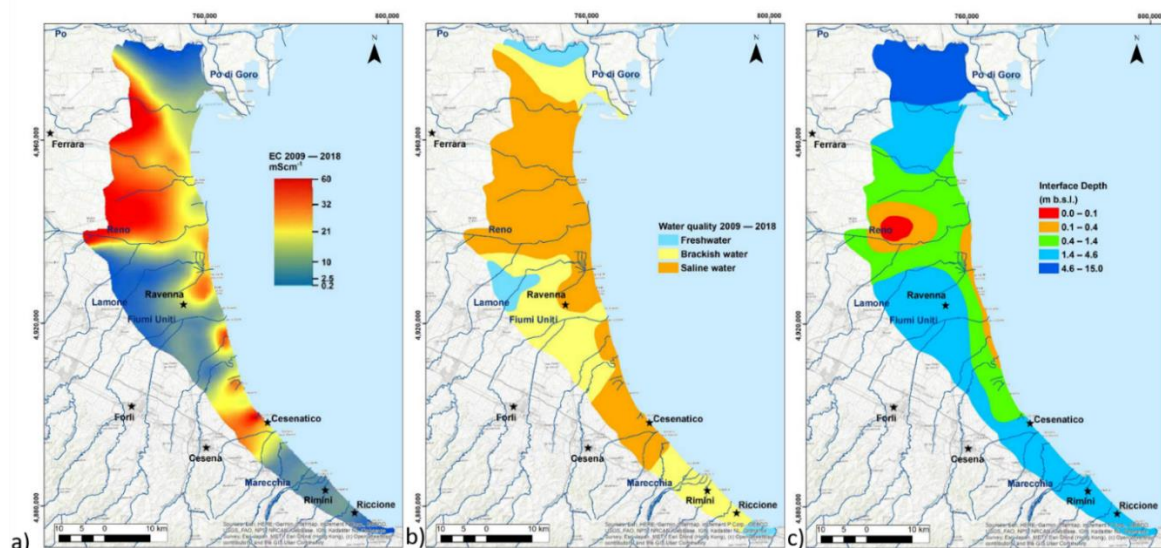 760,000
800,000
Po
N
Po di Goro
4,960,000
Ferrara
EC 2009 — 2018
mScm⁻¹
60
32
21
10
2.5
0.2
Reno
Lamone
Ravenna
Fiumi Uniti
4,920,000
Forlì
Cesenatico
Cesena
Marecchia
Rimini
Riccione
4,880,000
10 5 0 10 km
a)
760,000
800,000
Po
N
Po di Goro
4,960,000
Ferrara
Water quality 2009 — 2018
Freshwater
Brackish water
Saline water
Reno
Lamone
Ravenna
Fiumi Uniti
4,920,000
Forlì
Cesenatico
Cesena
Marecchia
Rimini
Riccione
4,880,000
10 5 0 10 km
b)
760,000
800,000
Po
N
Po di Goro
4,960,000
Ferrara
Interface Depth
(m b.s.l.)
0.0 – 0.1
0.1 – 0.4
0.4 – 1.4
1.4 – 4.6
4.6 – 15.0
Reno
Lamone
Ravenna
Fiumi Uniti
4,920,000
Forlì
Cesenatico
Cesena
Marecchia
Rimini
Riccione
4,880,000
10 5 0 10 km
c)